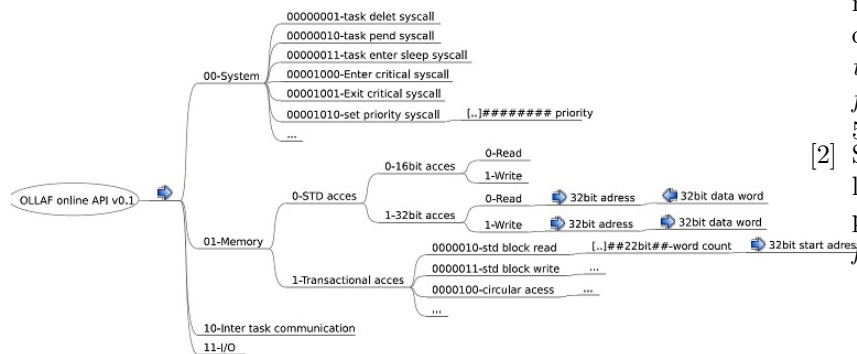 OLLAF online API v0.1
00-System
00000001-task delet syscall
00000010-task pend syscall
00000011-task enter sleep syscall
00001000-Enter critical syscall
00001001-Exit critical syscall
00001010-set priority syscall [..]######## priority
...
01-Memory
0-STD acces
0-16bit acces
0-Read
1-Write
1-32bit acces
0-Read 32bit adress 32bit data word
1-Write 32bit adress 32bit data word
1-Transactional acces
0000010-std block read [..]##22bit##-word count 32bit start adres
0000011-std block write ...
0000100-circular acess ...
...
10-Inter task communication
11-I/O
[2]